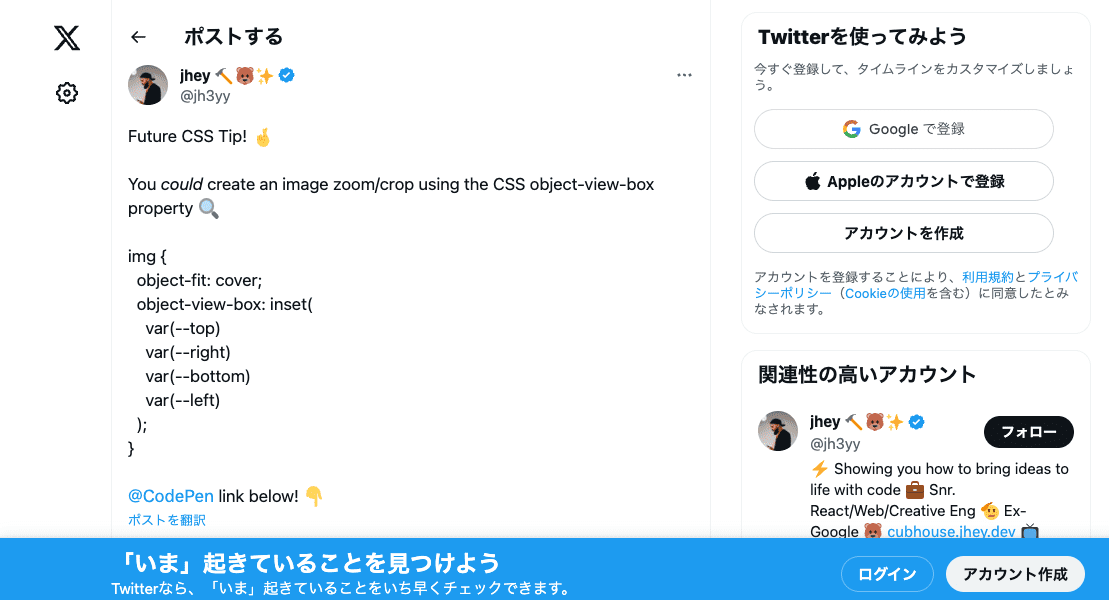 ポストする
jhey 🔨🐻✨
@jh3yy
Future CSS Tip! 🤞
You could create an image zoom/crop using the CSS object-view-box
property 🔍
img {
object-fit: cover;
object-view-box: inset(
var(--top)
var(--right)
var(--bottom)
var(--left)
);
}
@CodePen link below! 👇
ポストを翻訳
Twitterを使ってみよう
今すぐ登録して、タイムラインをカスタマイズしましょ
う。
Google で登録
Appleのアカウントで登録
アカウントを作成
アカウントを登録することにより、利用規約とプライバ
シーポリシー（Cookieの使用を含む）に同意したとみ
なされます。
関連性の高いアカウント
jhey 🔨🐻✨
@jh3yy
フォロー
⚡ Showing you how to bring ideas to
life with code 💼 Snr.
React/Web/Creative Eng 🫡 Ex-
Google 🐻 cubhouse.jhey.dev 📺
「いま」起きていることを見つけよう
Twitterなら、「いま」起きていることをいち早くチェックできます。
ログイン
アカウント作成